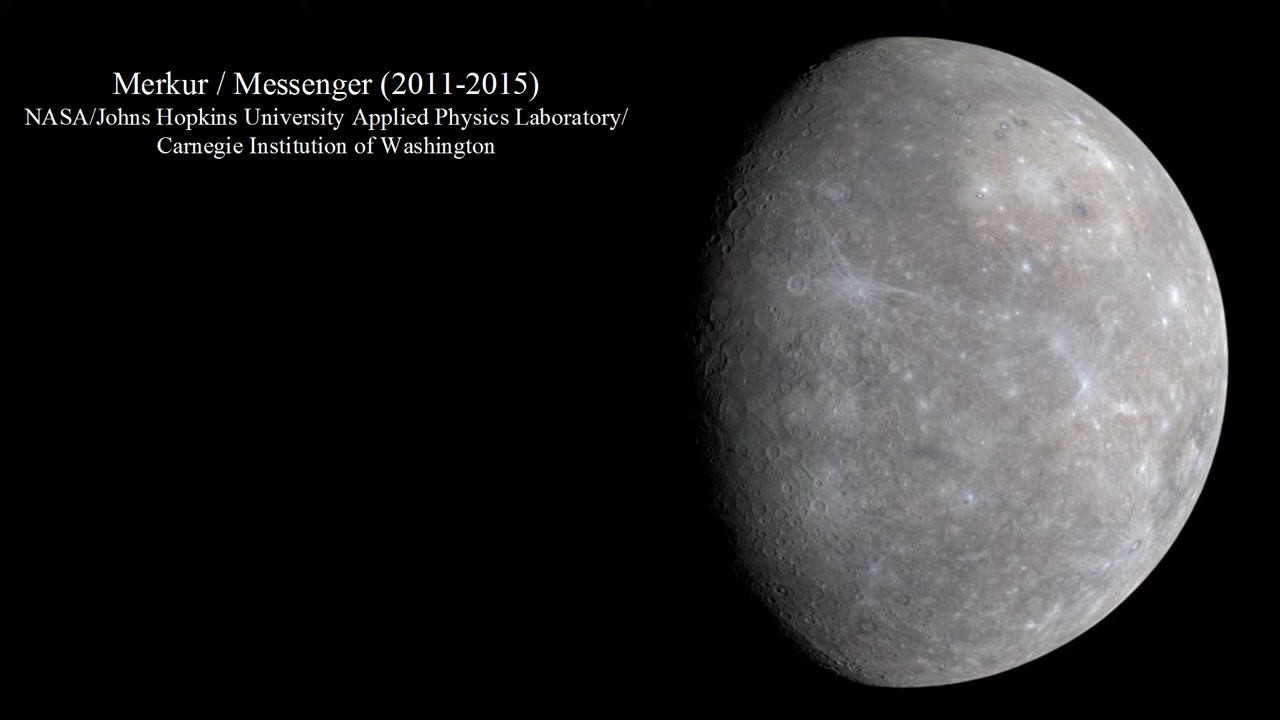 Merkur / Messenger (2011-2015)
NASA/Johns Hopkins University Applied Physics Laboratory/
Carnegie Institution of Washington